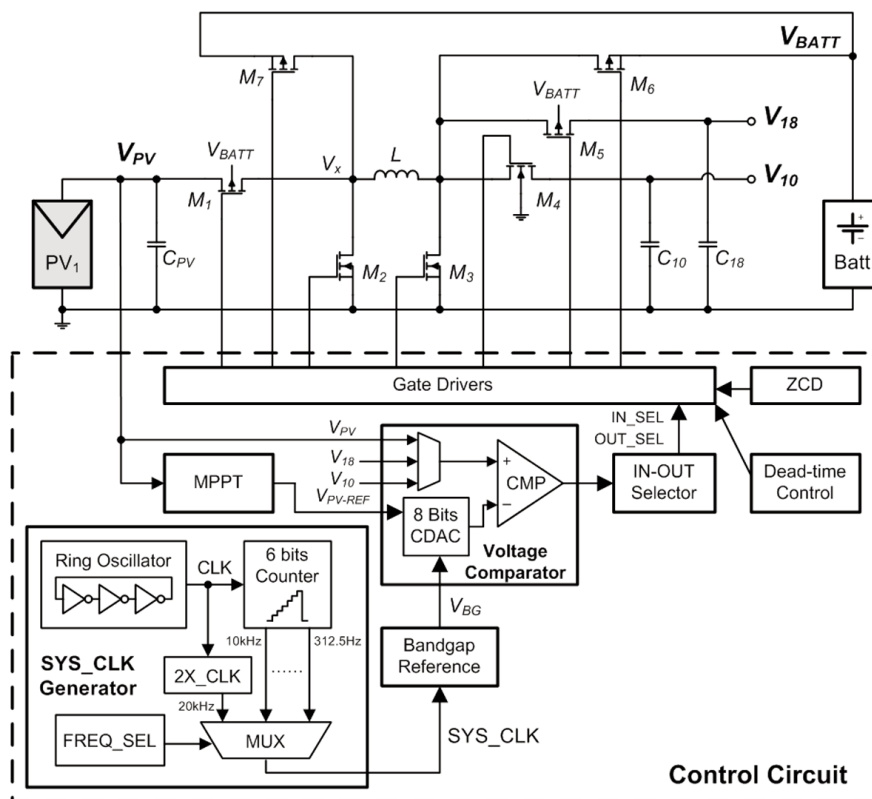 V_BATT
M7
M6
V_BATT
V18
V_PV
V_BATT
Vx
L
M5
V10
M1
M4
PV1
C_PV
M2
M3
C10
C18
+
−
Batt
Gate Drivers
ZCD
IN_SEL
OUT_SEL
V_PV
V18
V10
V_PV-REF
MPPT
+
CMP
−
8 Bits
CDAC
Voltage
Comparator
IN-OUT
Selector
Dead-time
Control
Ring Oscillator
CLK
6 bits
Counter
V_BG
10kHz
312.5Hz
......
SYS_CLK
Generator
2X_CLK
20kHz
Bandgap
Reference
FREQ_SEL
MUX
SYS_CLK
Control Circuit